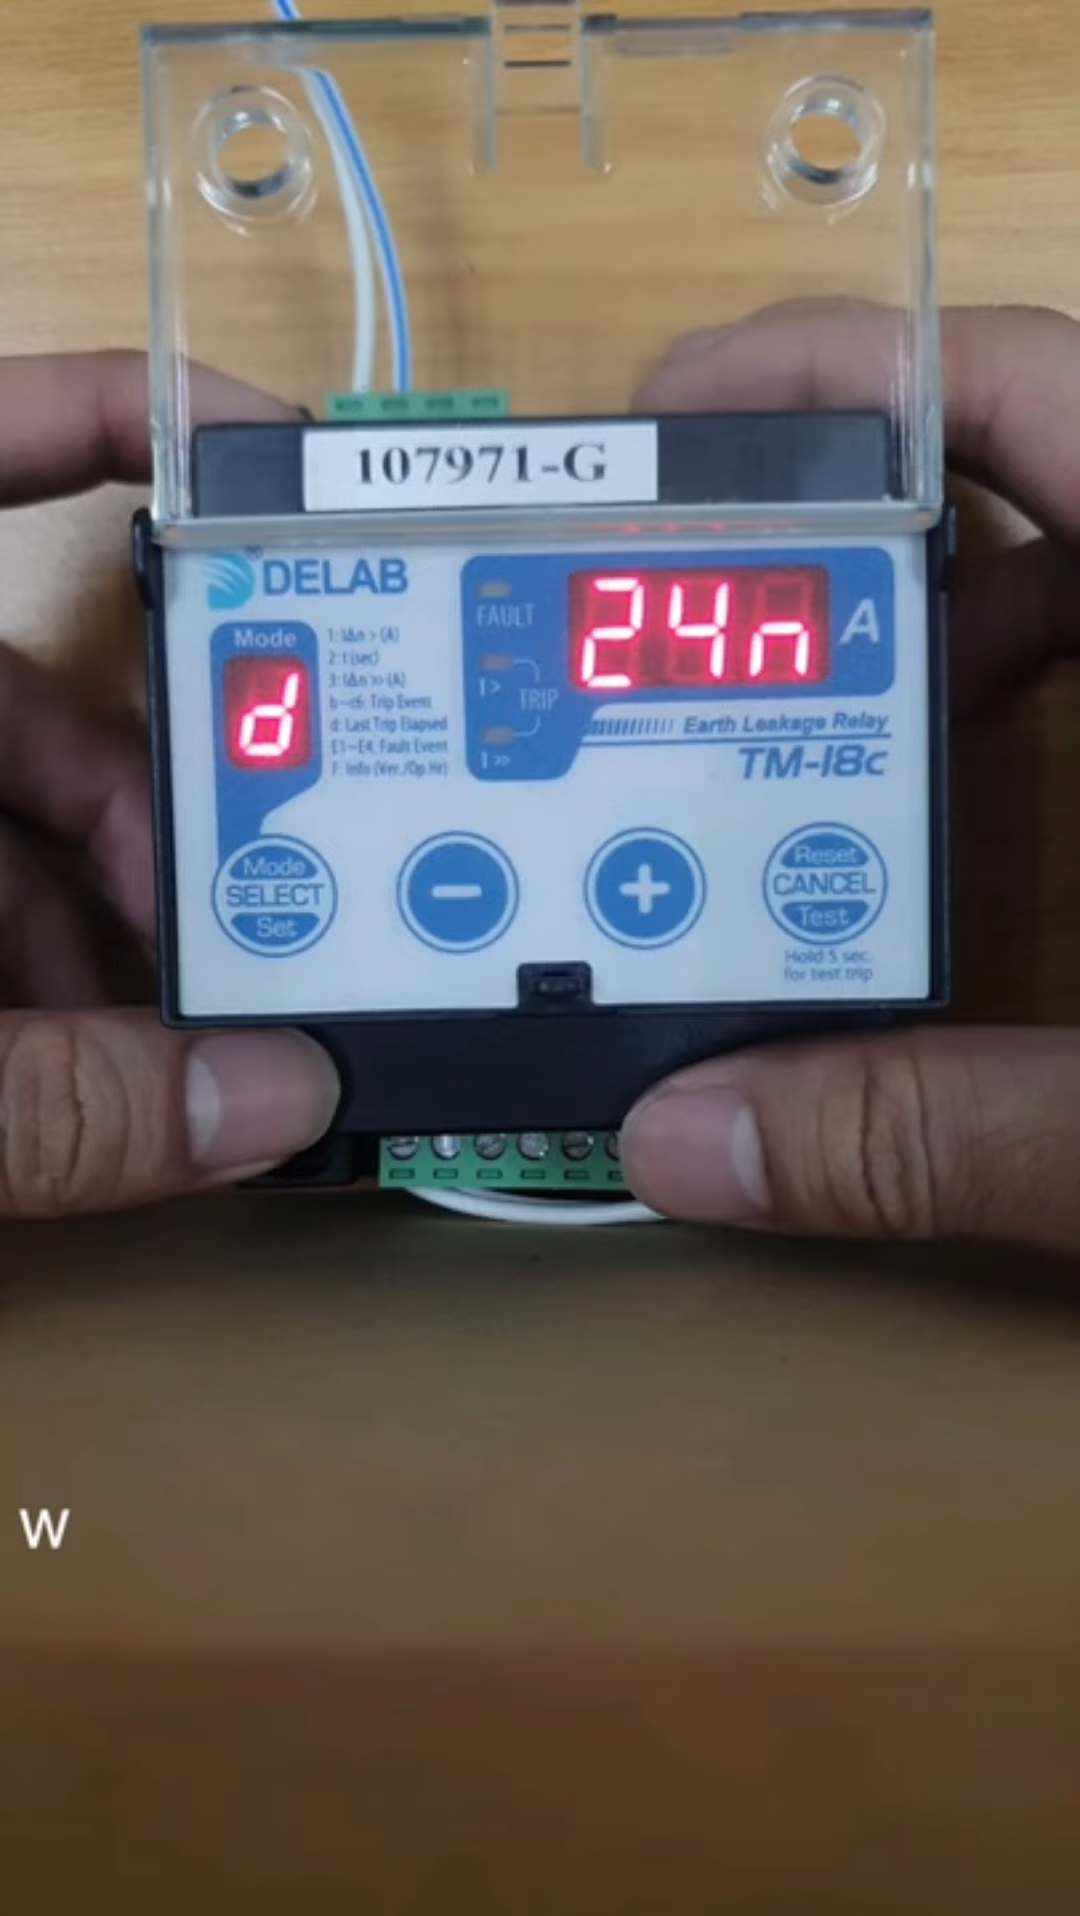 107971-G
DELAB
Mode
d
1: IΔn > (A)
2: t (sec)
3: IΔn >> (A)
b~c6: Trip Event
d: Last Trip Elapsed
E1~E4: Fault Event
F: Info (Ver./Op.Hr)
FAULT
I>
TRIP
I>>
24n
A
Earth Leakage Relay
TM-18c
Mode
SELECT
Set
−
+
Reset
CANCEL
Test
Hold 5 sec.
for test trip
W